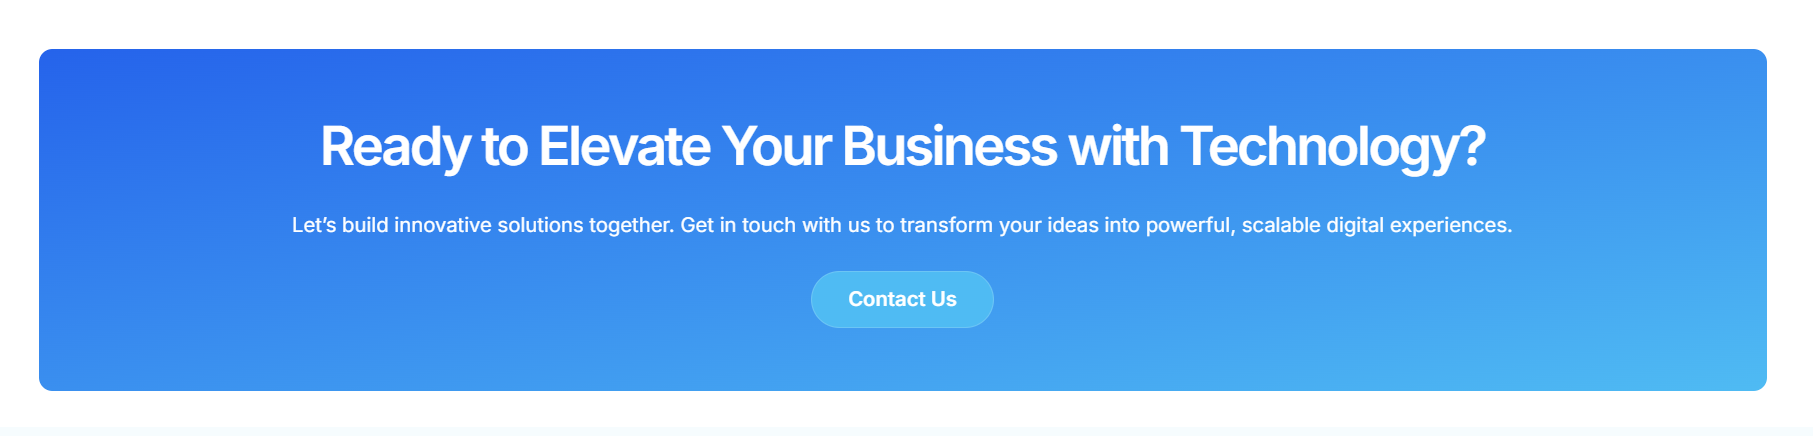 Ready to Elevate Your Business with Technology?
Let’s build innovative solutions together. Get in touch with us to transform your ideas into powerful, scalable digital experiences.
Contact Us